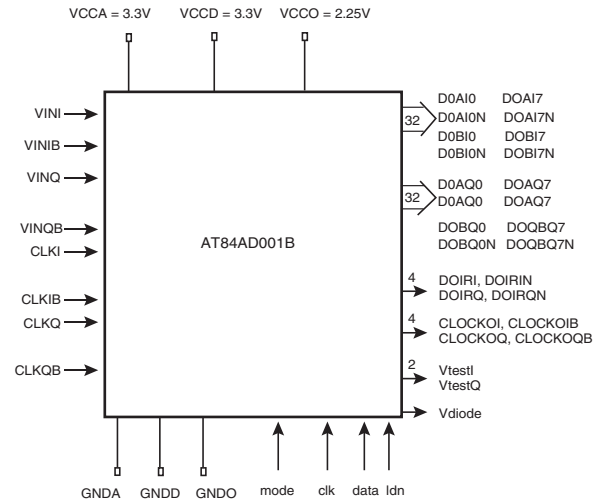 VCCA = 3.3V VCCD = 3.3V VCCO = 2.25V
VINI
VINIB
VINQ
VINQB
CLKI
CLKIB
CLKQ
CLKQB
AT84AD001B
32
D0AI0 DOAI7
D0AI0N DOAI7N
D0BI0 DOBI7
D0BI0N DOBI7N
32
D0AQ0 DOAQ7
D0AQ0 DOAQ7
DOBQ0 DOQBQ7
DOBQ0N DOQBQ7N
4
DOIRI, DOIRIN
DOIRQ, DOIRQN
4
CLOCKOI, CLOCKOIB
CLOCKOQ, CLOCKOQB
2
VtestI
VtestQ
Vdiode
GNDA GNDD GNDO mode clk data ldn